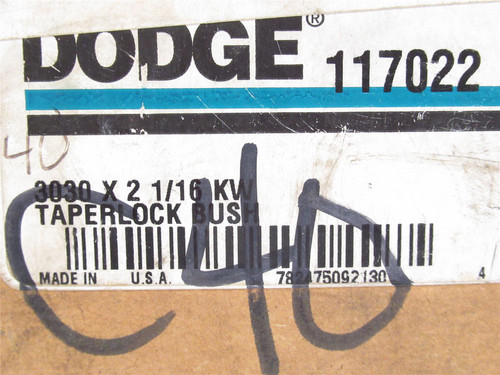 DODGE® 117022
40
3030 X 2 1/16 KW
TAPERLOCK BUSH
MADE IN U.S.A. 782475092130 4
C40